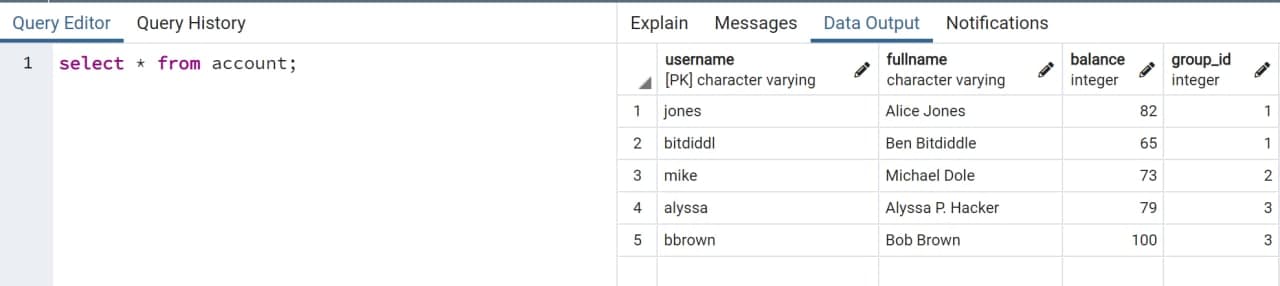 Query Editor Query History
1 select * from account;
Explain Messages Data Output Notifications
username fullname balance group_id
[PK] character varying character varying integer integer
1 jones Alice Jones 82 1
2 bitdiddl Ben Bitdiddle 65 1
3 mike Michael Dole 73 2
4 alyssa Alyssa P. Hacker 79 3
5 bbrown Bob Brown 100 3